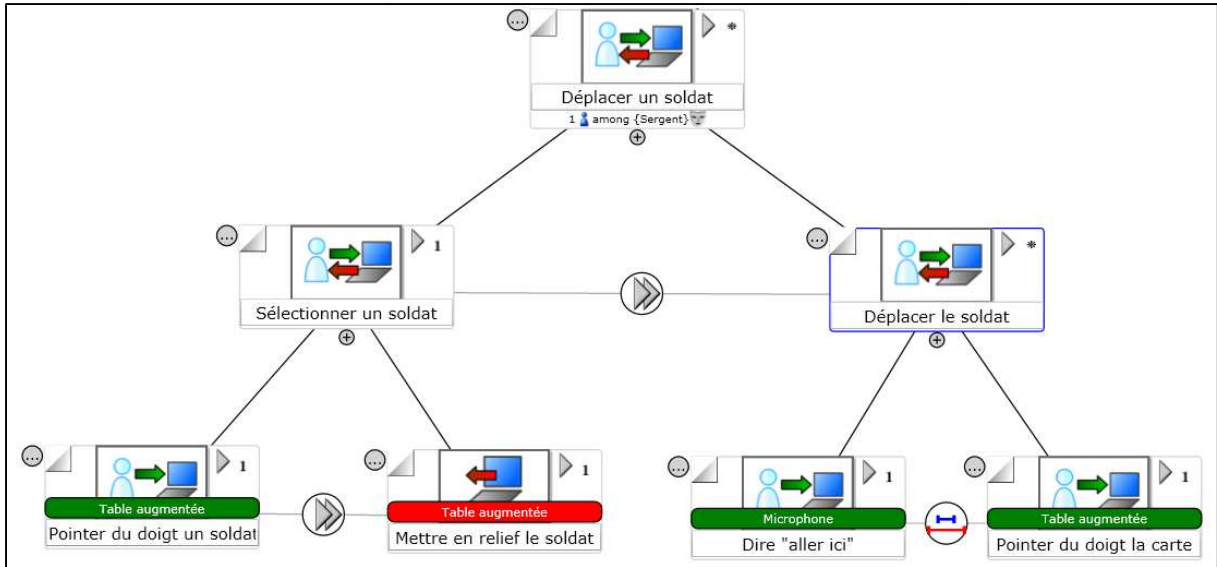 *
Déplacer un soldat
1 among {Sergent}
1
Sélectionner un soldat
*
Déplacer le soldat
1
Table augmentée
Pointer du doigt un soldat
1
Table augmentée
Mettre en relief le soldat
1
Microphone
Dire "aller ici"
1
Table augmentée
Pointer du doigt la carte